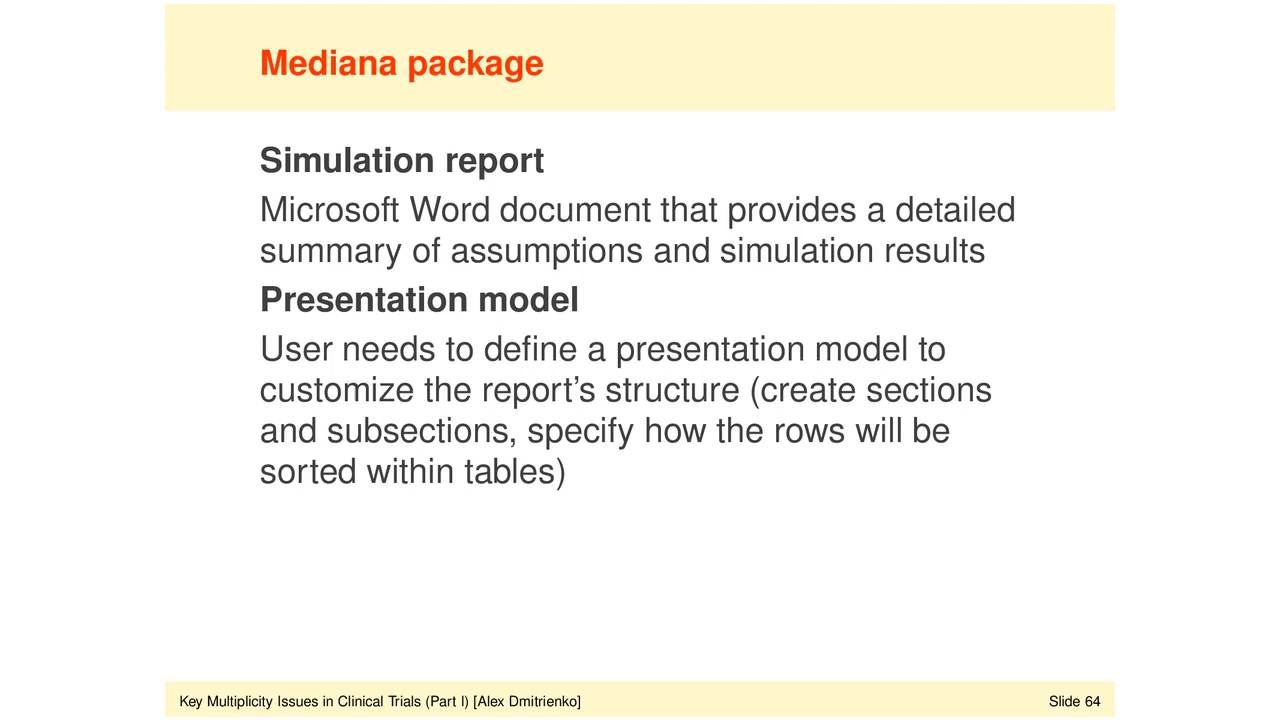 Mediana package
Simulation report
Microsoft Word document that provides a detailed
summary of assumptions and simulation results
Presentation model
User needs to define a presentation model to
customize the report’s structure (create sections
and subsections, specify how the rows will be
sorted within tables)
Key Multiplicity Issues in Clinical Trials (Part I) [Alex Dmitrienko]
Slide 64